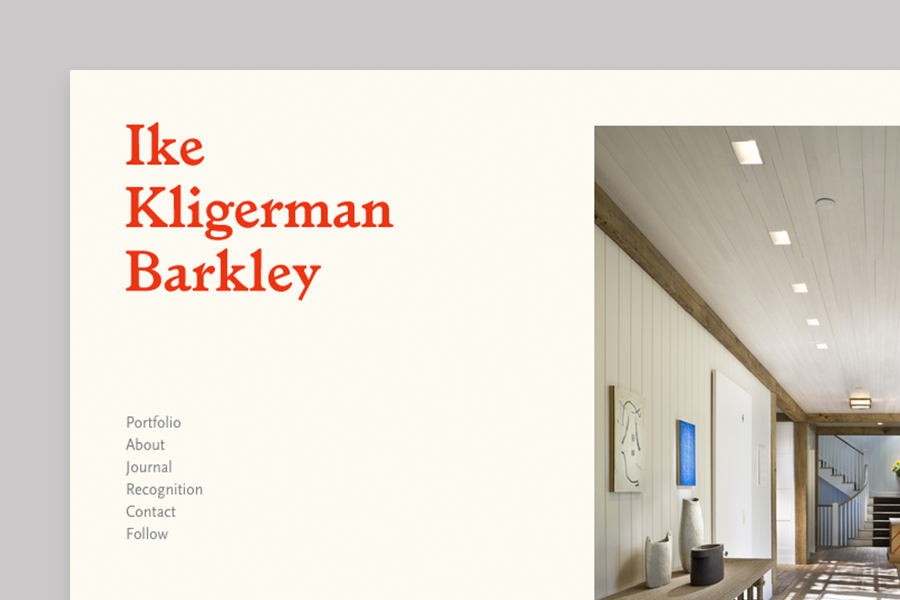 Ike
Kligerman
Barkley
Portfolio
About
Journal
Recognition
Contact
Follow